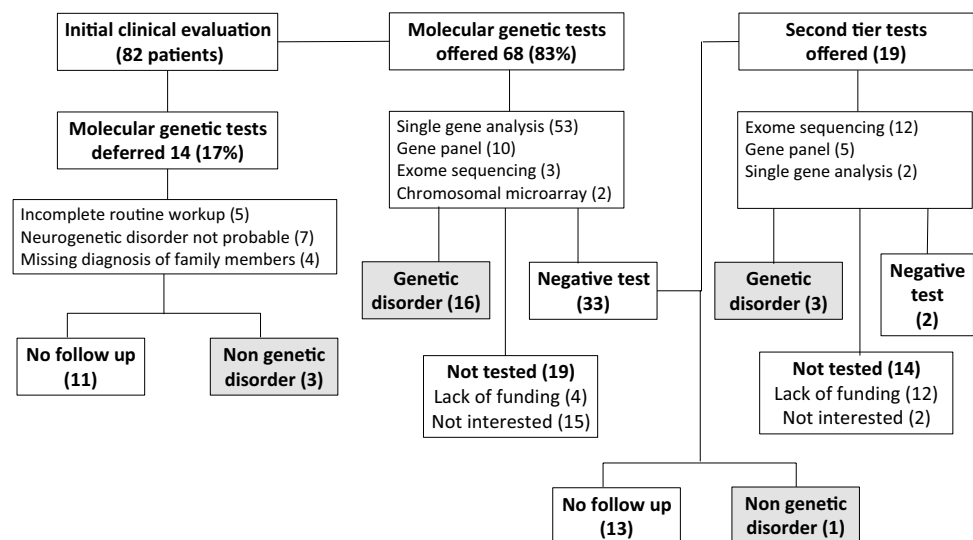 Initial clinical evaluation
(82 patients)
Molecular genetic tests
offered 68 (83%)
Second tier tests
offered (19)
Molecular genetic tests
deferred 14 (17%)
Single gene analysis (53)
Gene panel (10)
Exome sequencing (3)
Chromosomal microarray (2)
Exome sequencing (12)
Gene panel (5)
Single gene analysis (2)
Incomplete routine workup (5)
Neurogenetic disorder not probable (7)
Missing diagnosis of family members (4)
Genetic
disorder (16)
Negative test
(33)
Genetic
disorder (3)
Negative
test
(2)
No follow up
(11)
Non genetic
disorder (3)
Not tested (19)
Lack of funding (4)
Not interested (15)
Not tested (14)
Lack of funding (12)
Not interested (2)
No follow up
(13)
Non genetic
disorder (1)